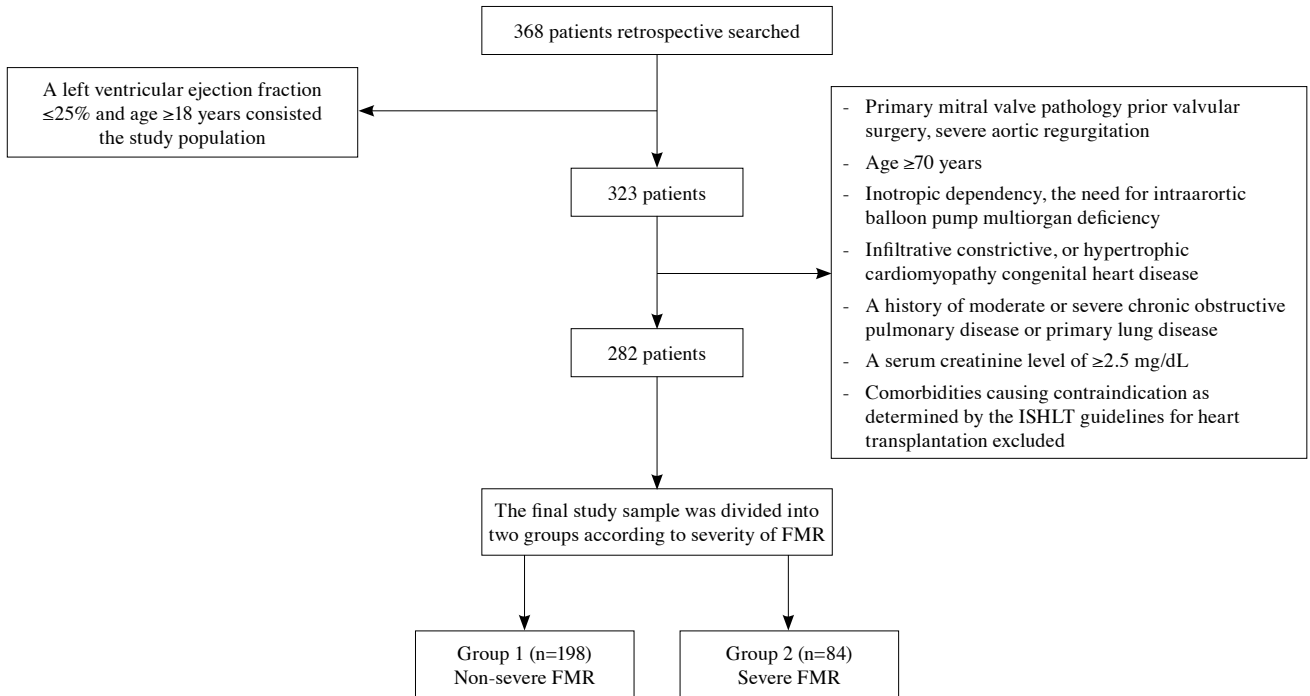 368 patients retrospective searched
A left ventricular ejection fraction
≤25% and age ≥18 years consisted
the study population
323 patients
- Primary mitral valve pathology prior valvular
surgery, severe aortic regurgitation
- Age ≥70 years
- Inotropic dependency, the need for intraarortic
balloon pump multiorgan deficiency
- Infiltrative constrictive, or hypertrophic
cardiomyopathy congenital heart disease
- A history of moderate or severe chronic obstructive
pulmonary disease or primary lung disease
- A serum creatinine level of ≥2.5 mg/dL
- Comorbidities causing contraindication as
determined by the ISHLT guidelines for heart
transplantation excluded
282 patients
The final study sample was divided into
two groups according to severity of FMR
Group 1 (n=198)
Non-severe FMR
Group 2 (n=84)
Severe FMR